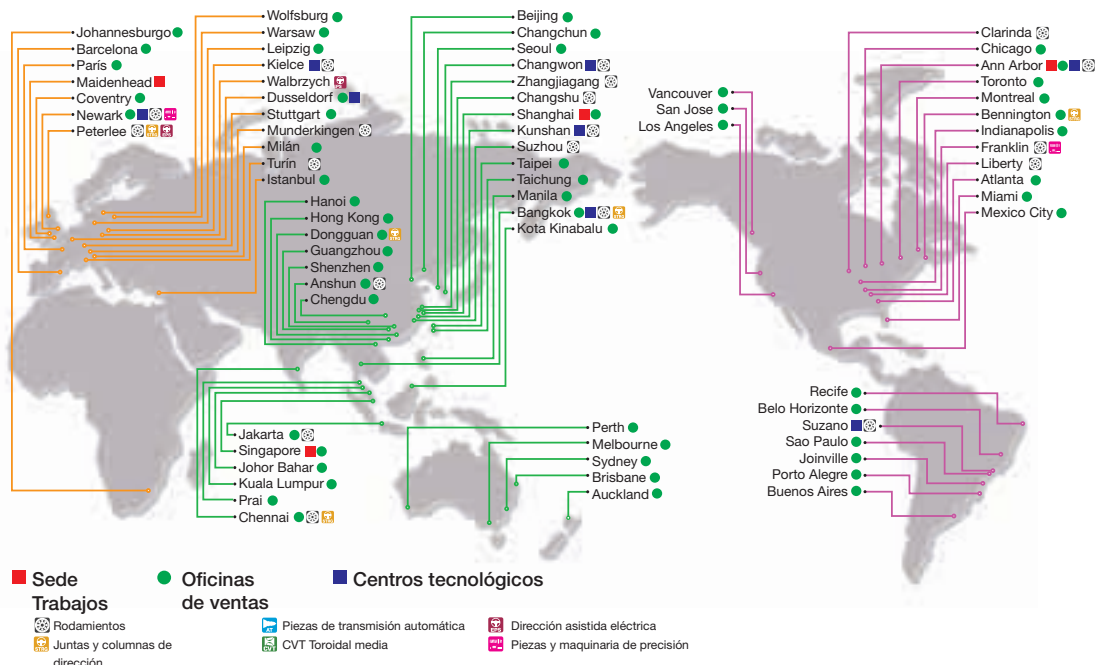 Johannesburgo
Barcelona
París
Maidenhead
Coventry
Newark
Peterlee
Wolfsburg
Warsaw
Leipzig
Kielce
Walbrzych
Dusseldorf
Stuttgart
Munderkingen
Milán
Turín
Istanbul
Hanoi
Hong Kong
Dongguan
Guangzhou
Shenzhen
Anshun
Chengdu
Beijing
Changchun
Seoul
Changwon
Zhangjiagang
Changshu
Shanghai
Kunshan
Suzhou
Taipei
Taichung
Manila
Bangkok
Kota Kinabalu
Vancouver
San Jose
Los Angeles
Clarinda
Chicago
Ann Arbor
Toronto
Montreal
Bennington
Indianapolis
Franklin
Liberty
Atlanta
Miami
Mexico City
Jakarta
Singapore
Johor Bahar
Kuala Lumpur
Prai
Chennai
Perth
Melbourne
Sydney
Brisbane
Auckland
Recife
Belo Horizonte
Suzano
Sao Paulo
Joinville
Porto Alegre
Buenos Aires
Sede
Trabajos
Oficinas
de ventas
Centros tecnológicos
Rodamientos
Juntas y columnas de
dirección
Piezas de transmisión automática
CVT Toroidal media
Dirección asistida eléctrica
Piezas y maquinaria de precisión